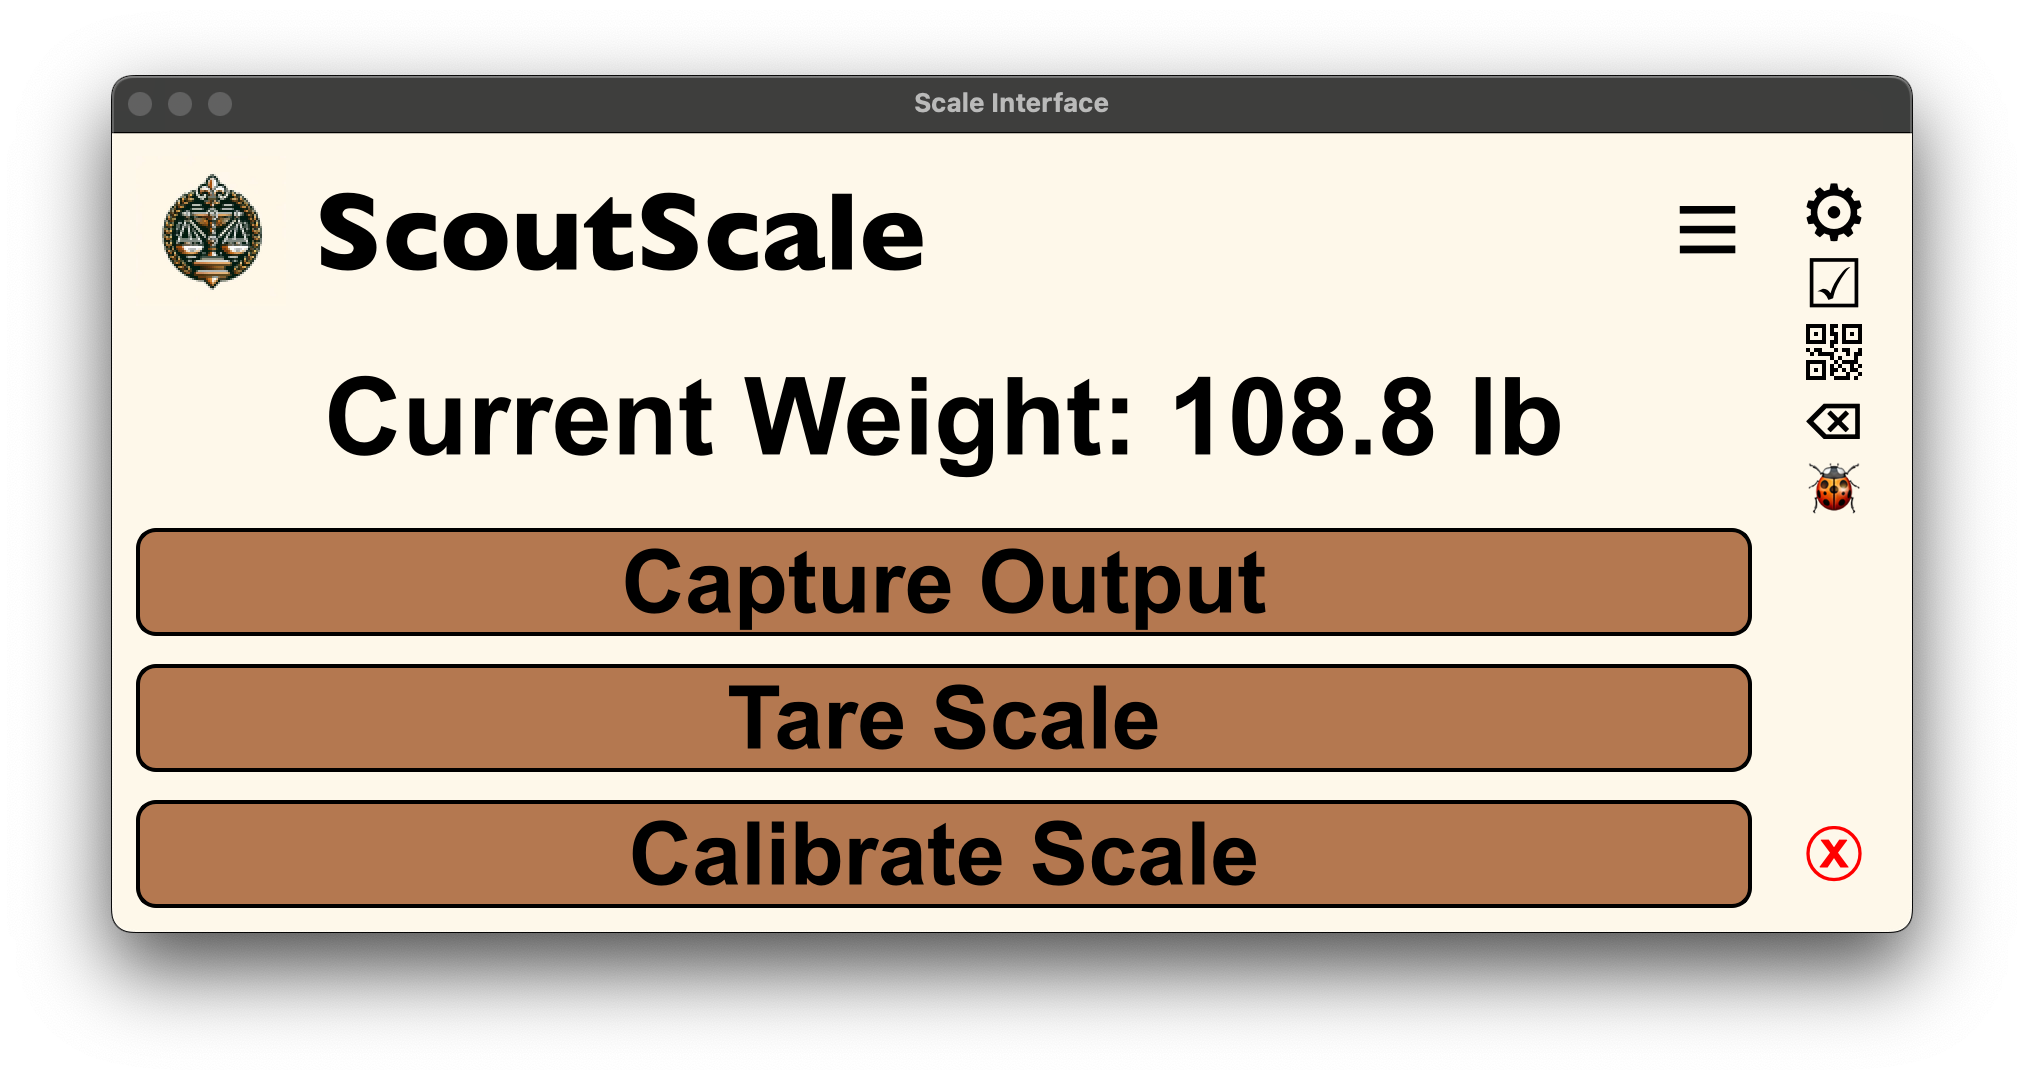 Scale Interface
ScoutScale
Current Weight: 108.8 lb
Capture Output
Tare Scale
Calibrate Scale